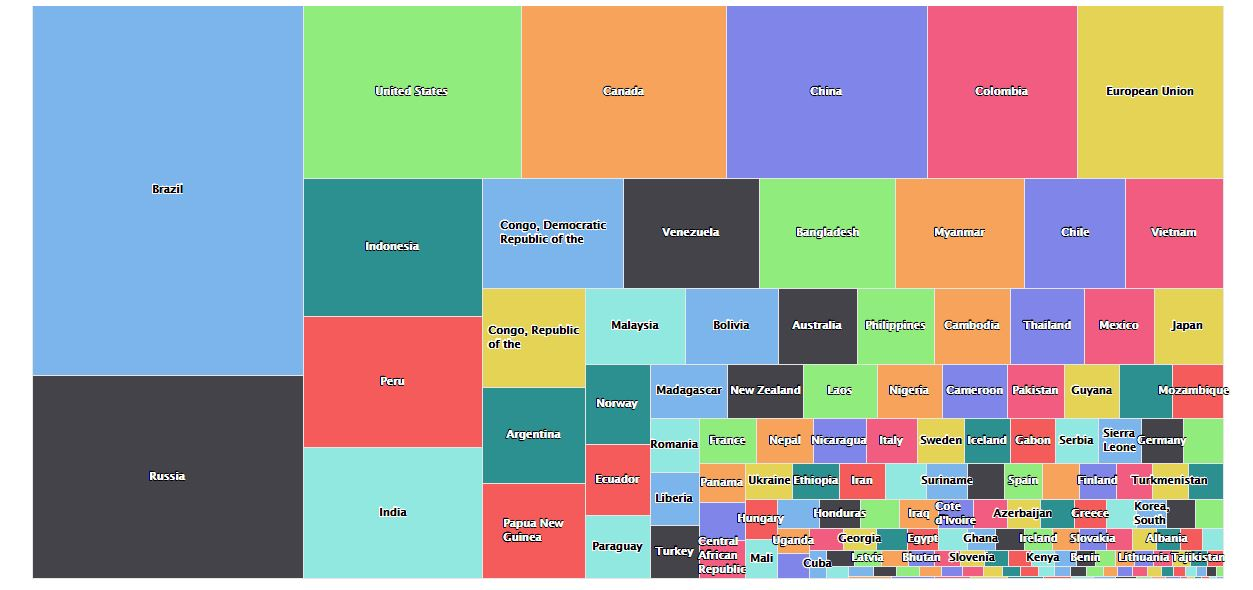 Brazil
Russia
United States
Canada
China
Colombia
European Union
Indonesia
Peru
India
Congo, Democratic
Republic of the
Venezuela
Bangladesh
Myanmar
Chile
Vietnam
Congo, Republic
of the
Argentina
Papua New
Guinea
Malaysia
Bolivia
Australia
Philippines
Cambodia
Thailand
Mexico
Japan
Norway
Ecuador
Paraguay
Madagascar
New Zealand
Laos
Nigeria
Cameroon
Pakistan
Guyana
Mozambique
Romania
Liberia
Turkey
France
Nepal
Nicaragua
Italy
Sweden
Iceland
Gabon
Serbia
Sierra
Leone
Germany
Panama
Ukraine
Ethiopia
Iran
Suriname
Spain
Finland
Turkmenistan
Central
African
Republic
Hungary
Honduras
Iraq
Cote
d'Ivoire
Azerbaijan
Greece
Korea,
South
Mali
Uganda
Georgia
Egypt
Ghana
Ireland
Slovakia
Albania
Cuba
Latvia
Bhutan
Slovenia
Kenya
Benin
Lithuania
Tajikistan